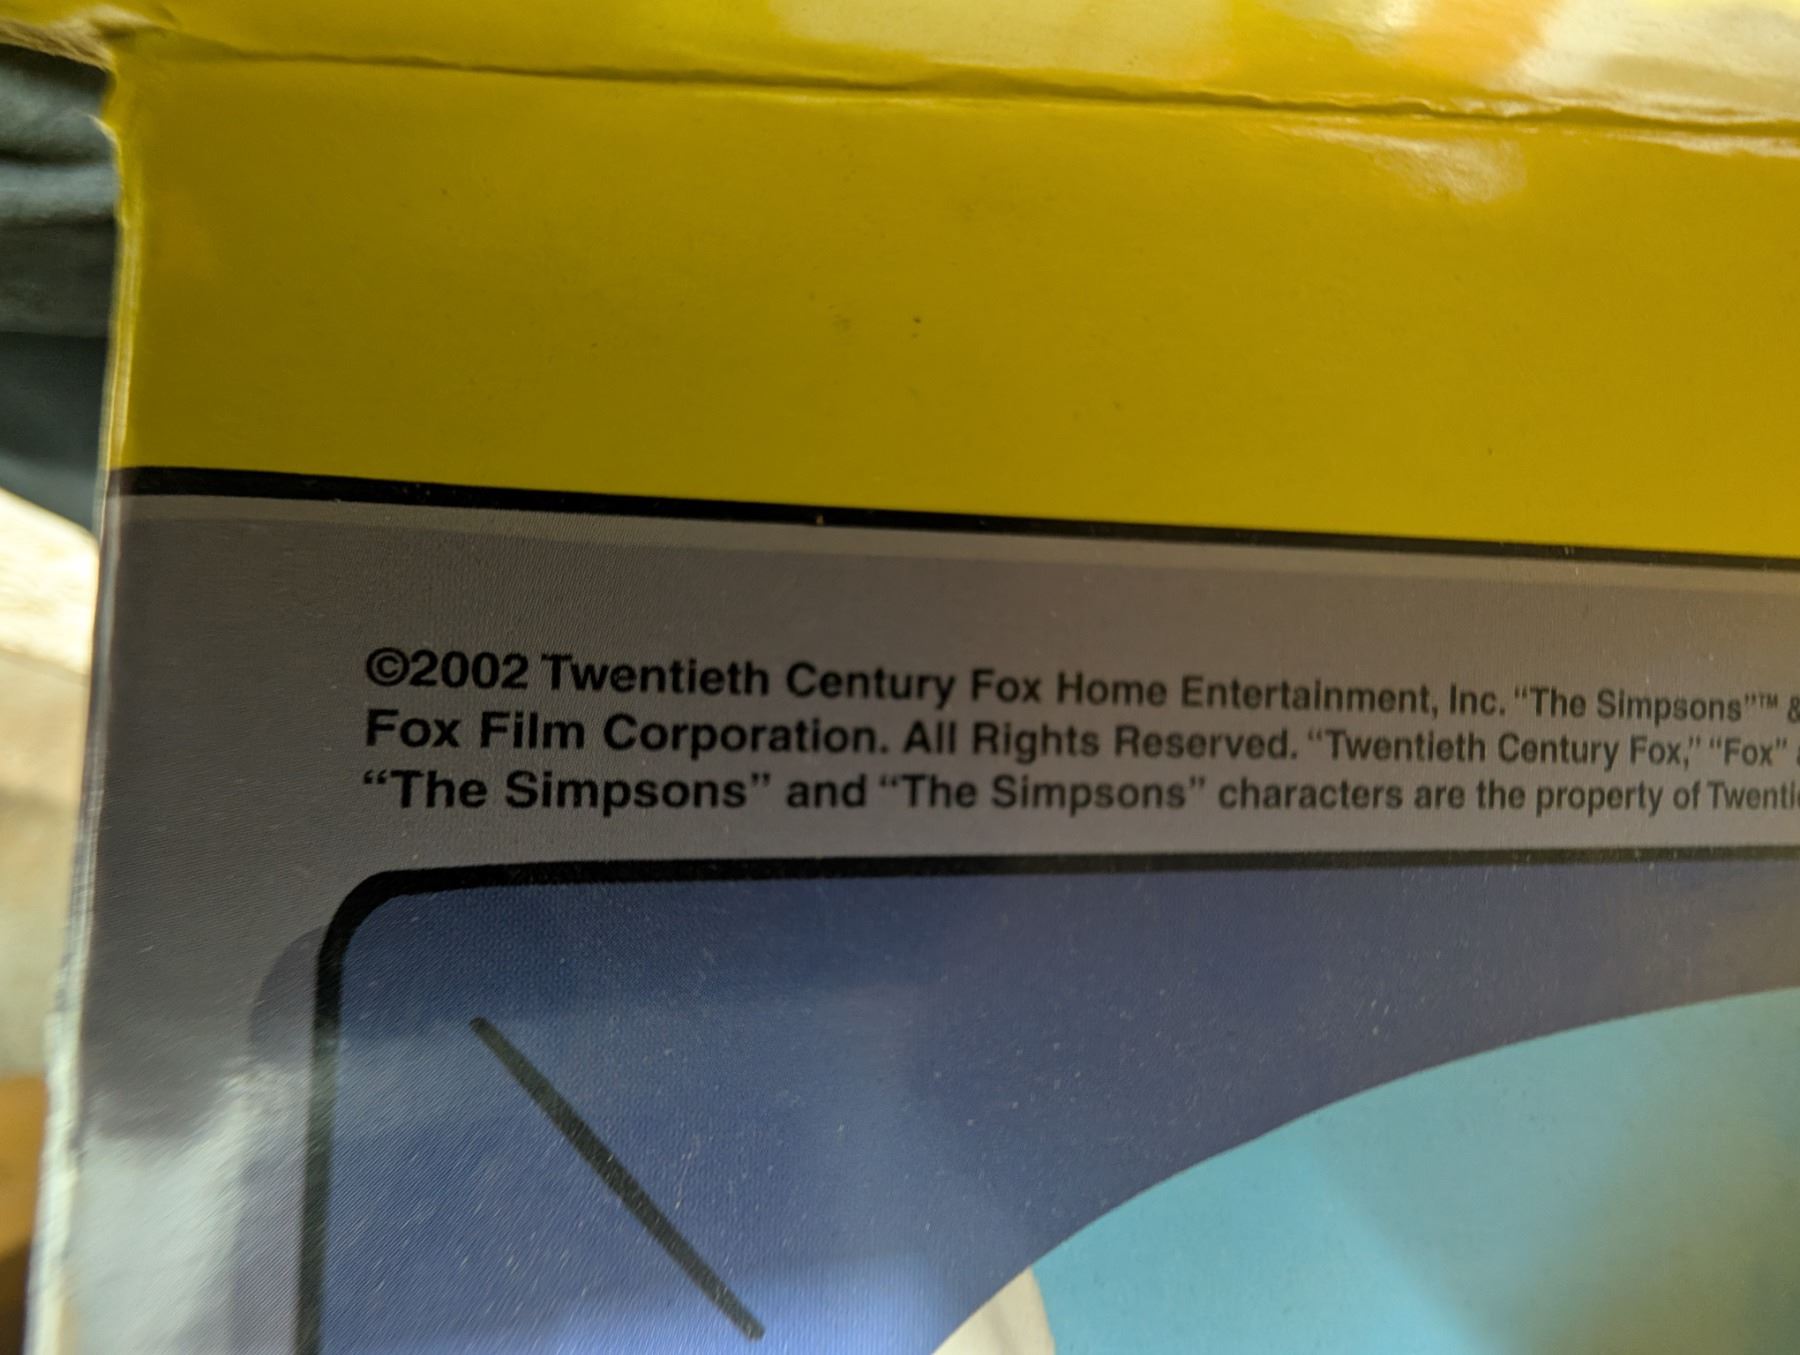 ©2002 Twentieth Century Fox Home Entertainment, Inc. “The Simpsons”™ &
Fox Film Corporation. All Rights Reserved. “Twentieth Century Fox,” “Fox”
“The Simpsons” and “The Simpsons” characters are the property of